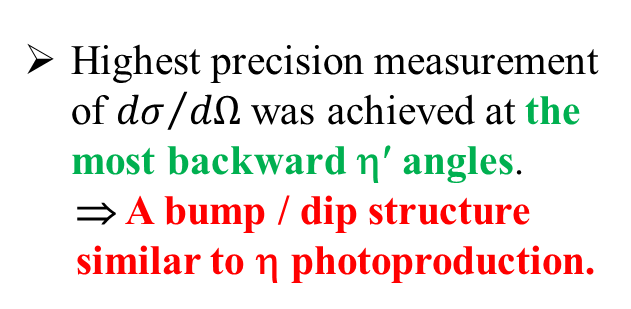 ➢ Highest precision measurement
of 𝑑𝜎/𝑑Ω was achieved at the
most backward η′ angles.
⇒ A bump / dip structure
similar to η photoproduction.